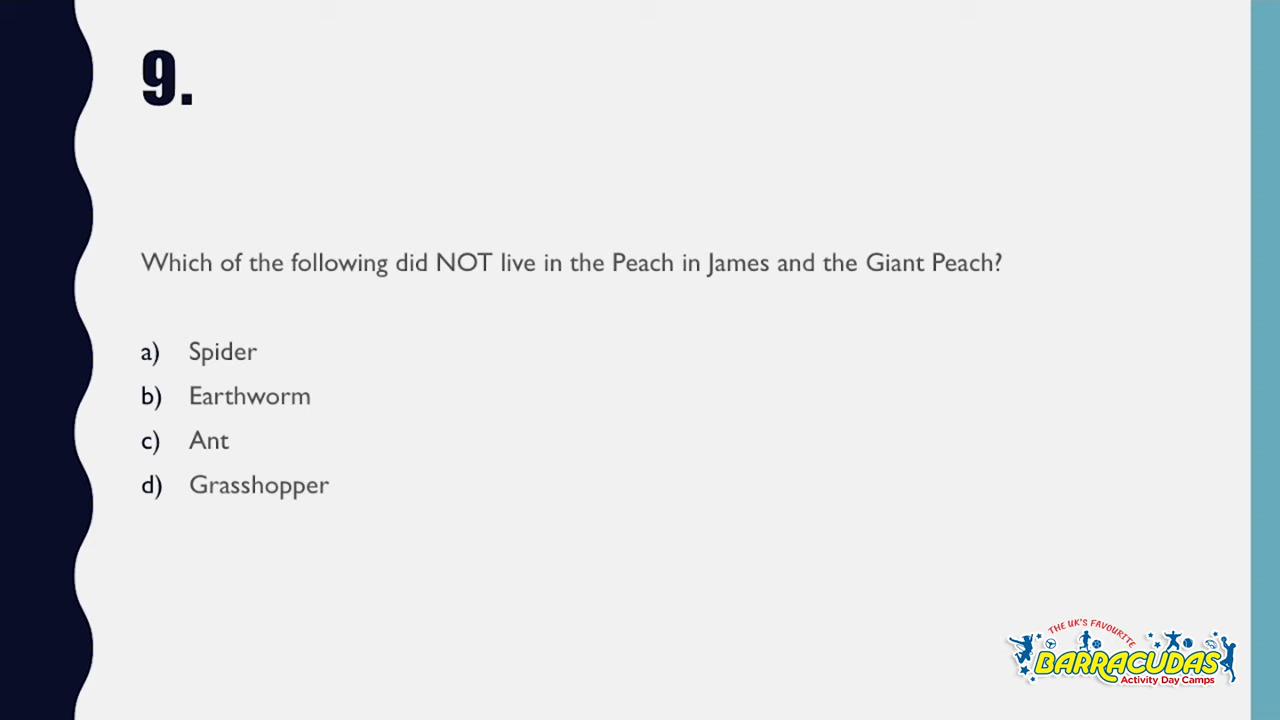 9.
Which of the following did NOT live in the Peach in James and the Giant Peach?
a) Spider
b) Earthworm
c) Ant
d) Grasshopper
THE UK'S FAVOURITE
BARRACUDAS
Activity Day Camps